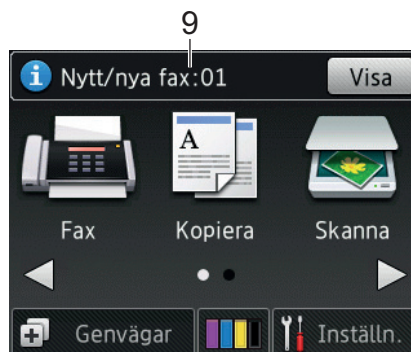 9
Nytt/nya fax:01 Visa
A
Fax Kopiera Skanna
Genvägar Inställn.